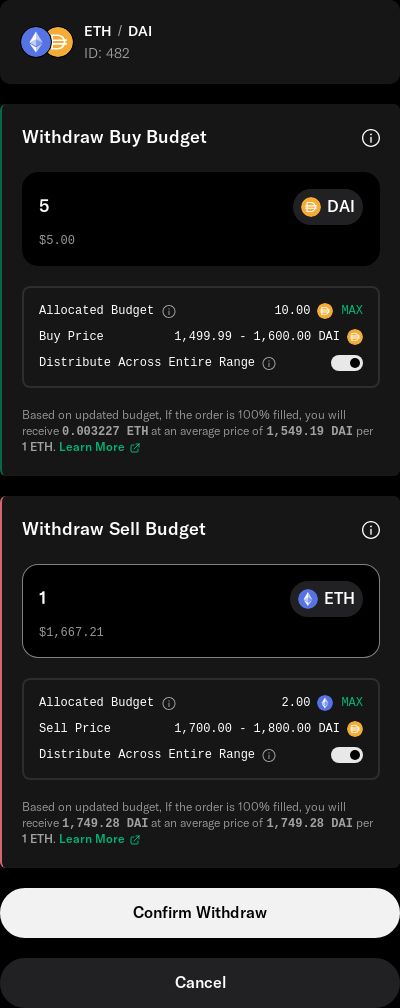 ETH / DAI
ID: 482
Withdraw Buy Budget
5
DAI
$5.00
Allocated Budget 10.00 MAX
Buy Price 1,499.99 - 1,600.00 DAI
Distribute Across Entire Range
Based on updated budget, If the order is 100% filled, you will
receive 0.003227 ETH at an average price of 1,549.19 DAI per
1 ETH. Learn More
Withdraw Sell Budget
1
ETH
$1,667.21
Allocated Budget 2.00 MAX
Sell Price 1,700.00 - 1,800.00 DAI
Distribute Across Entire Range
Based on updated budget, If the order is 100% filled, you will
receive 1,749.28 DAI at an average price of 1,749.28 DAI per
1 ETH. Learn More
Confirm Withdraw
Cancel